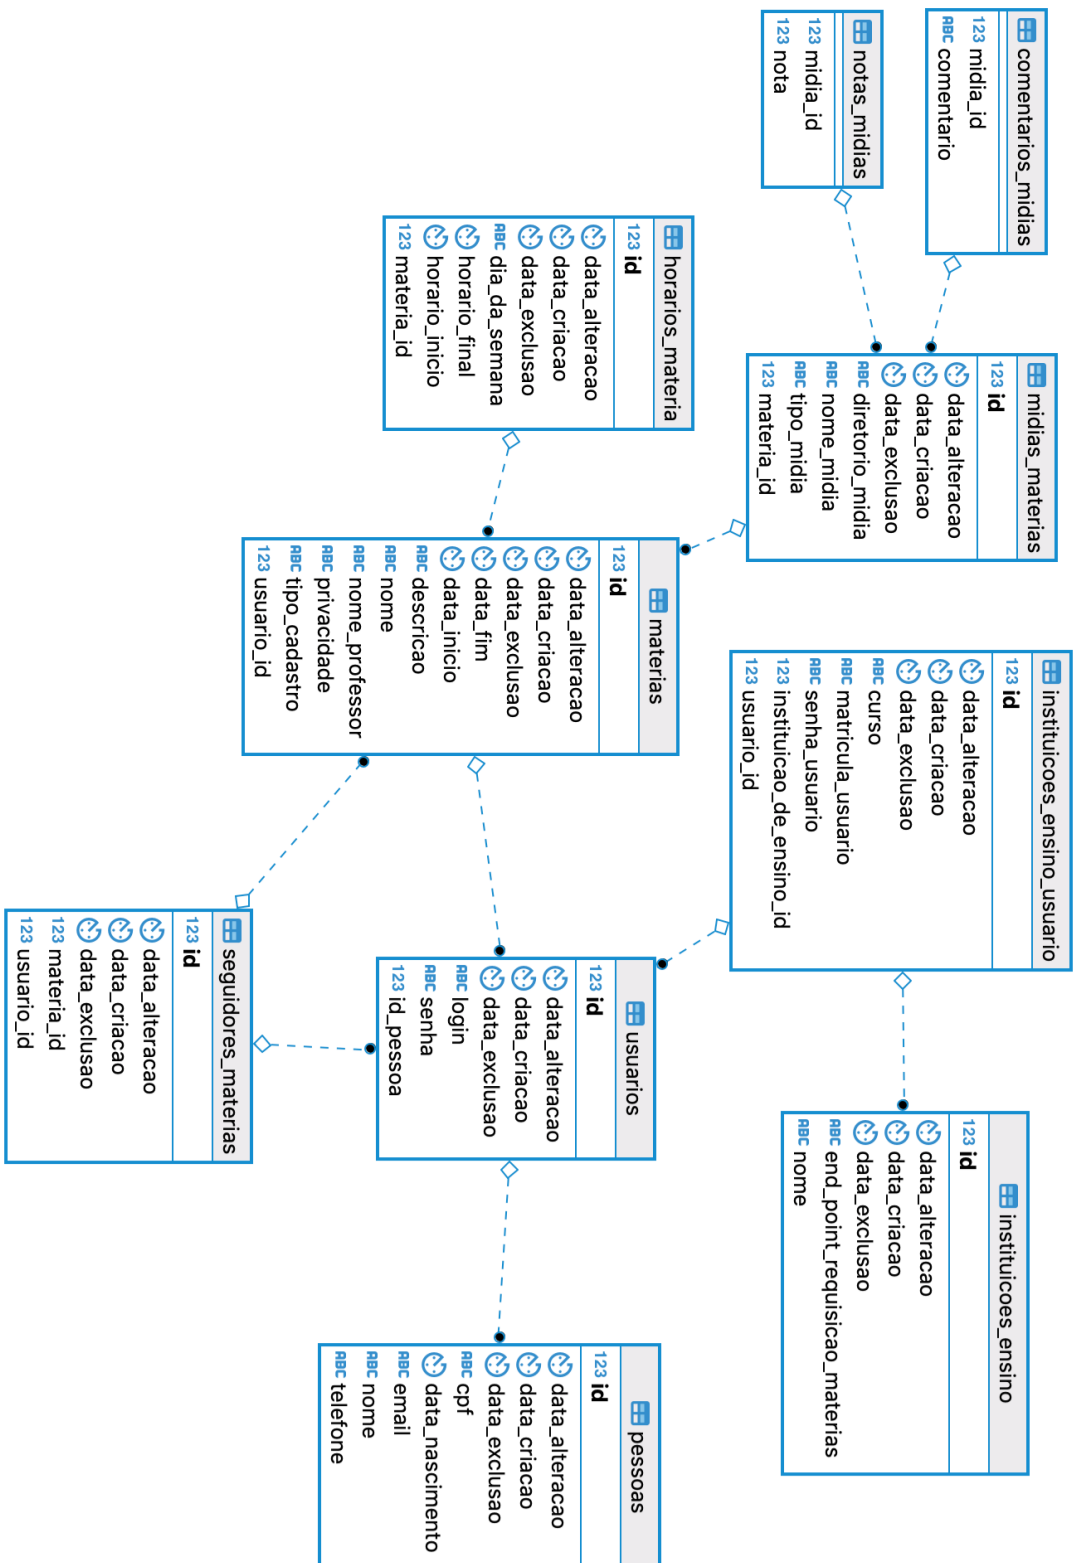 comentarios_midias
123 midia_id
ABC comentario
notas_midias
123 midia_id
123 nota
midias_materias
123 id
data_alteracao
data_criacao
data_exclusao
ABC diretorio_midia
ABC nome_midia
ABC tipo_midia
123 materia_id
horarios_materia
123 id
data_alteracao
data_criacao
data_exclusao
ABC dia_da_semana
horario_final
horario_inicio
123 materia_id
materias
123 id
data_alteracao
data_criacao
data_exclusao
data_fim
data_inicio
ABC descricao
ABC nome
ABC nome_professor
ABC privacidade
ABC tipo_cadastro
123 usuario_id
instituicoes_ensino_usuario
123 id
data_alteracao
data_criacao
data_exclusao
ABC curso
ABC matricula_usuario
ABC senha_usuario
123 instituicao_de_ensino_id
123 usuario_id
seguidores_materias
123 id
data_alteracao
data_criacao
data_exclusao
123 materia_id
123 usuario_id
usuarios
123 id
data_alteracao
data_criacao
data_exclusao
ABC login
ABC senha
123 id_pessoa
instituicoes_ensino
123 id
data_alteracao
data_criacao
data_exclusao
ABC end_point_requisicao_materias
ABC nome
pessoas
123 id
data_alteracao
data_criacao
data_exclusao
ABC cpf
data_nascimento
ABC email
ABC nome
ABC telefone